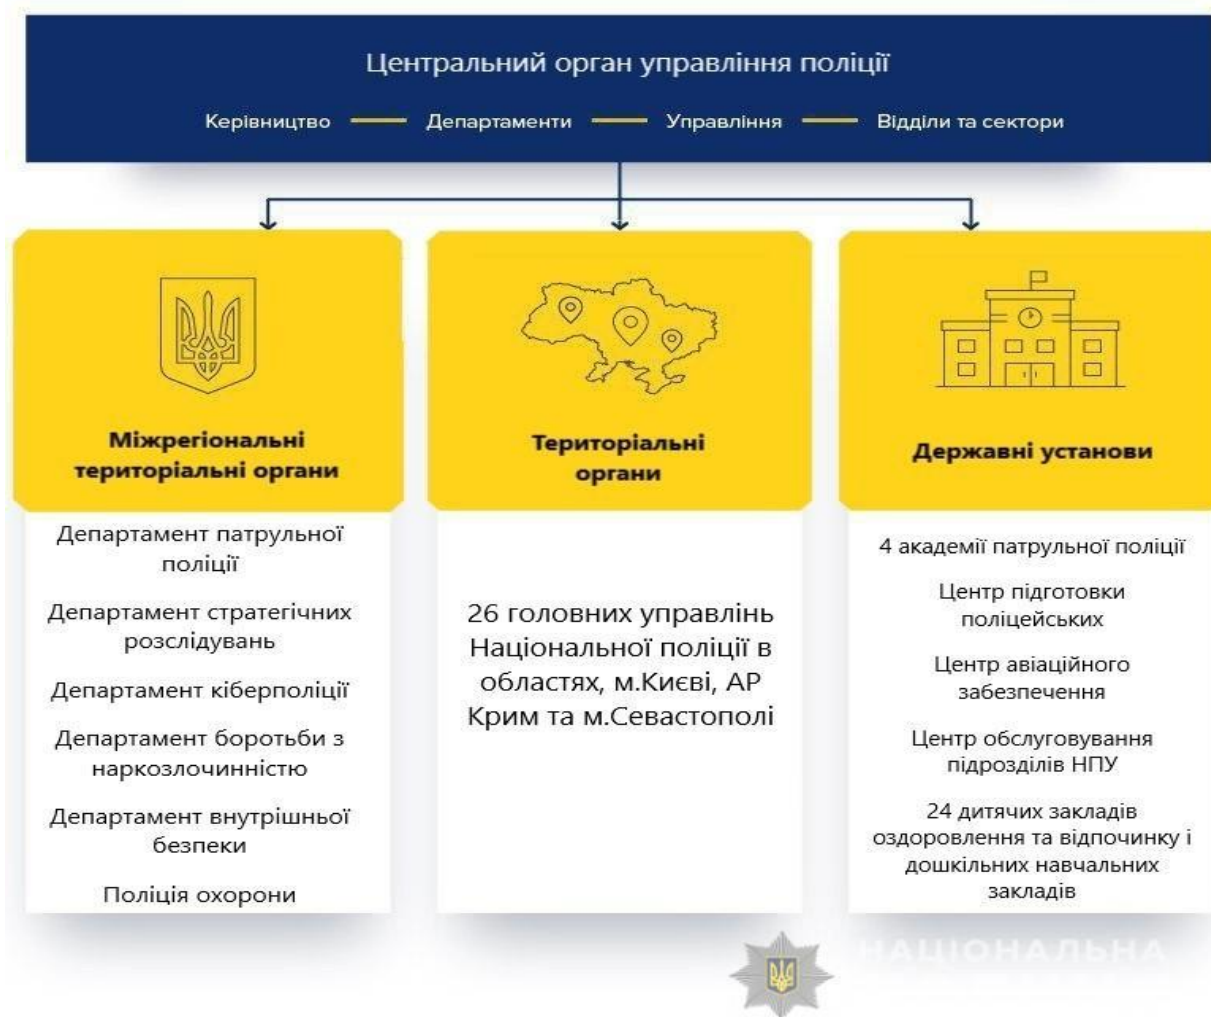 Центральний орган управління поліції
Керівництво Департаменти Управління Відділи та сектори
Міжрегіональні
територіальні органи
Департамент патрульної
поліції
Департамент стратегічних
розслідувань
Департамент кіберполіції
Департамент боротьби з
наркозлочинністю
Департамент внутрішньої
безпеки
Поліція охорони
Територіальні
органи
26 головних управлінь
Національної поліції в
областях, м.Києві, АР
Крим та м.Севастополі
Державні установи
4 академії патрульної поліції
Центр підготовки
поліцейських
Центр авіаційного
забезпечення
Центр обслуговування
підрозділів НПУ
24 дитячих закладів
оздоровлення та відпочинку і
дошкільних навчальних
закладів
НАЦІОНАЛЬНА